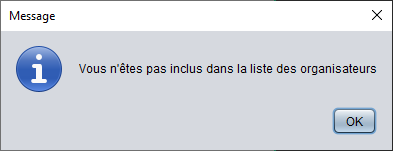 Message
Vous n'êtes pas inclus dans la liste des organisateurs
OK